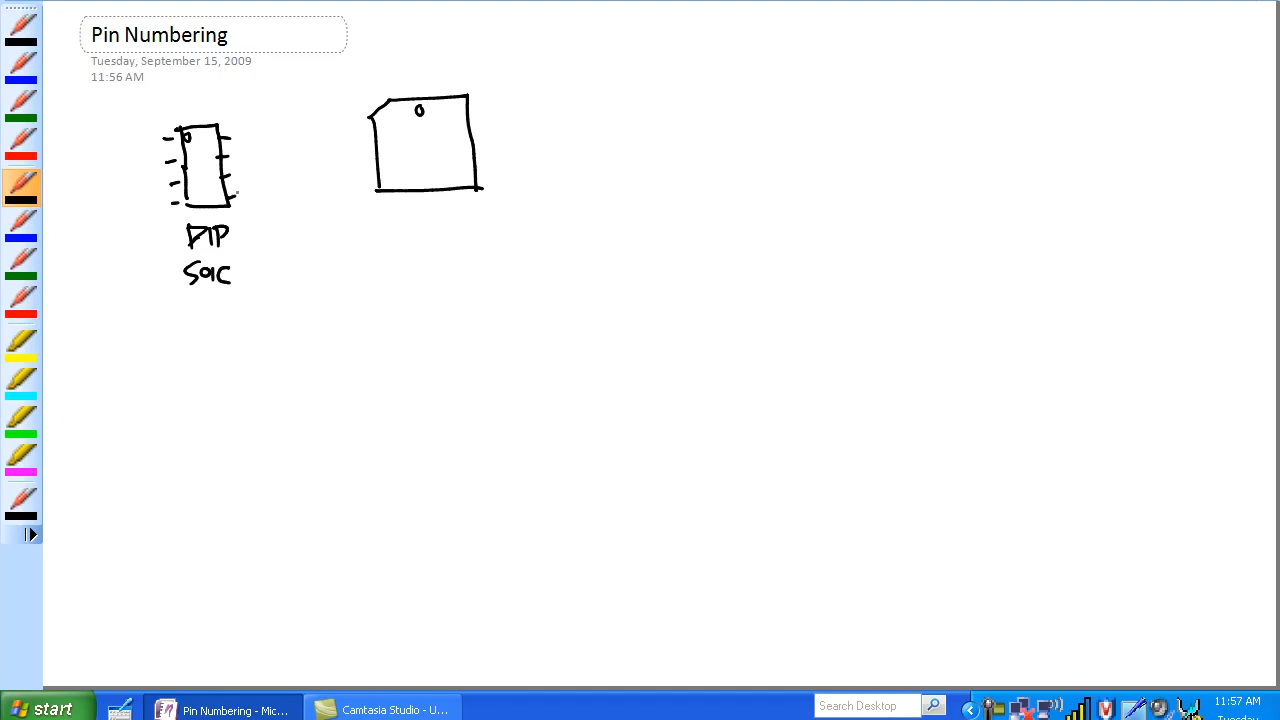 Pin Numbering
Tuesday, September 15, 2009
11:56 AM
DIP
SOIC
start
Pin Numbering - Mic...
Camtasia Studio - U...
Search Desktop
11:57 AM
Tuesday